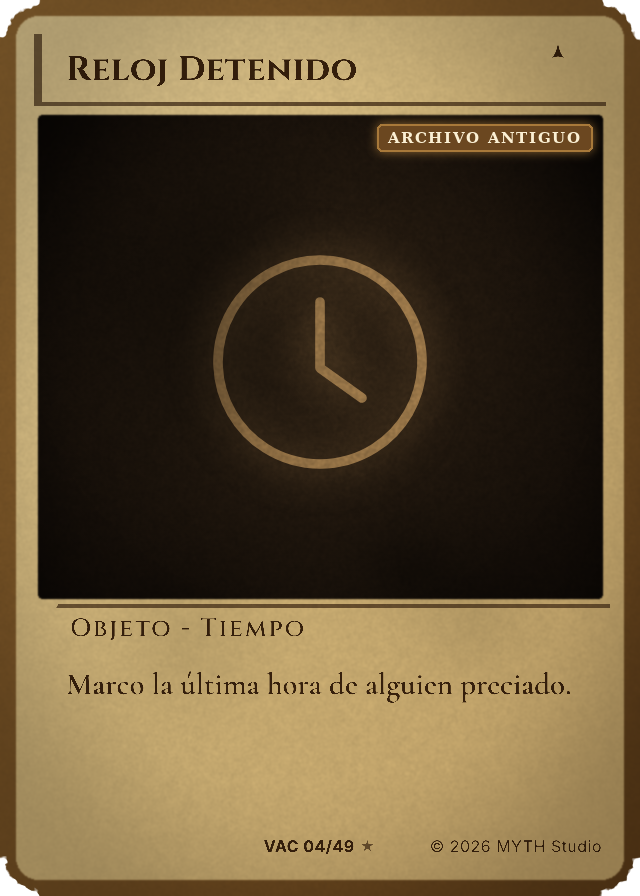 Reloj Detenido
ARCHIVO ANTIGUO
Objeto - Tiempo
Marco la última hora de alguien preciado.
VAC 04/49 ★
© 2026 MYTH Studio